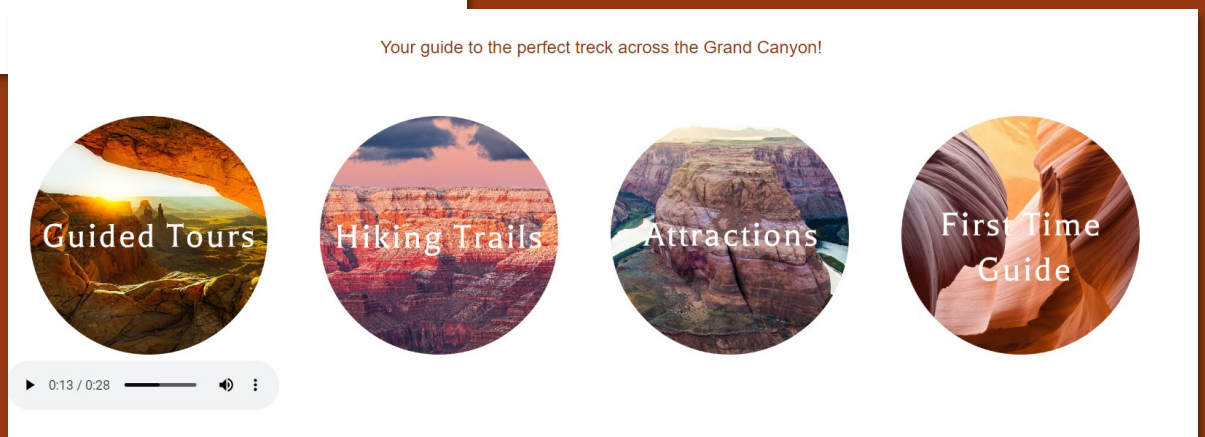 Your guide to the perfect treck across the Grand Canyon!
Guided Tours
Hiking Trails
Attractions
First Time
Guide
0:13 / 0:28